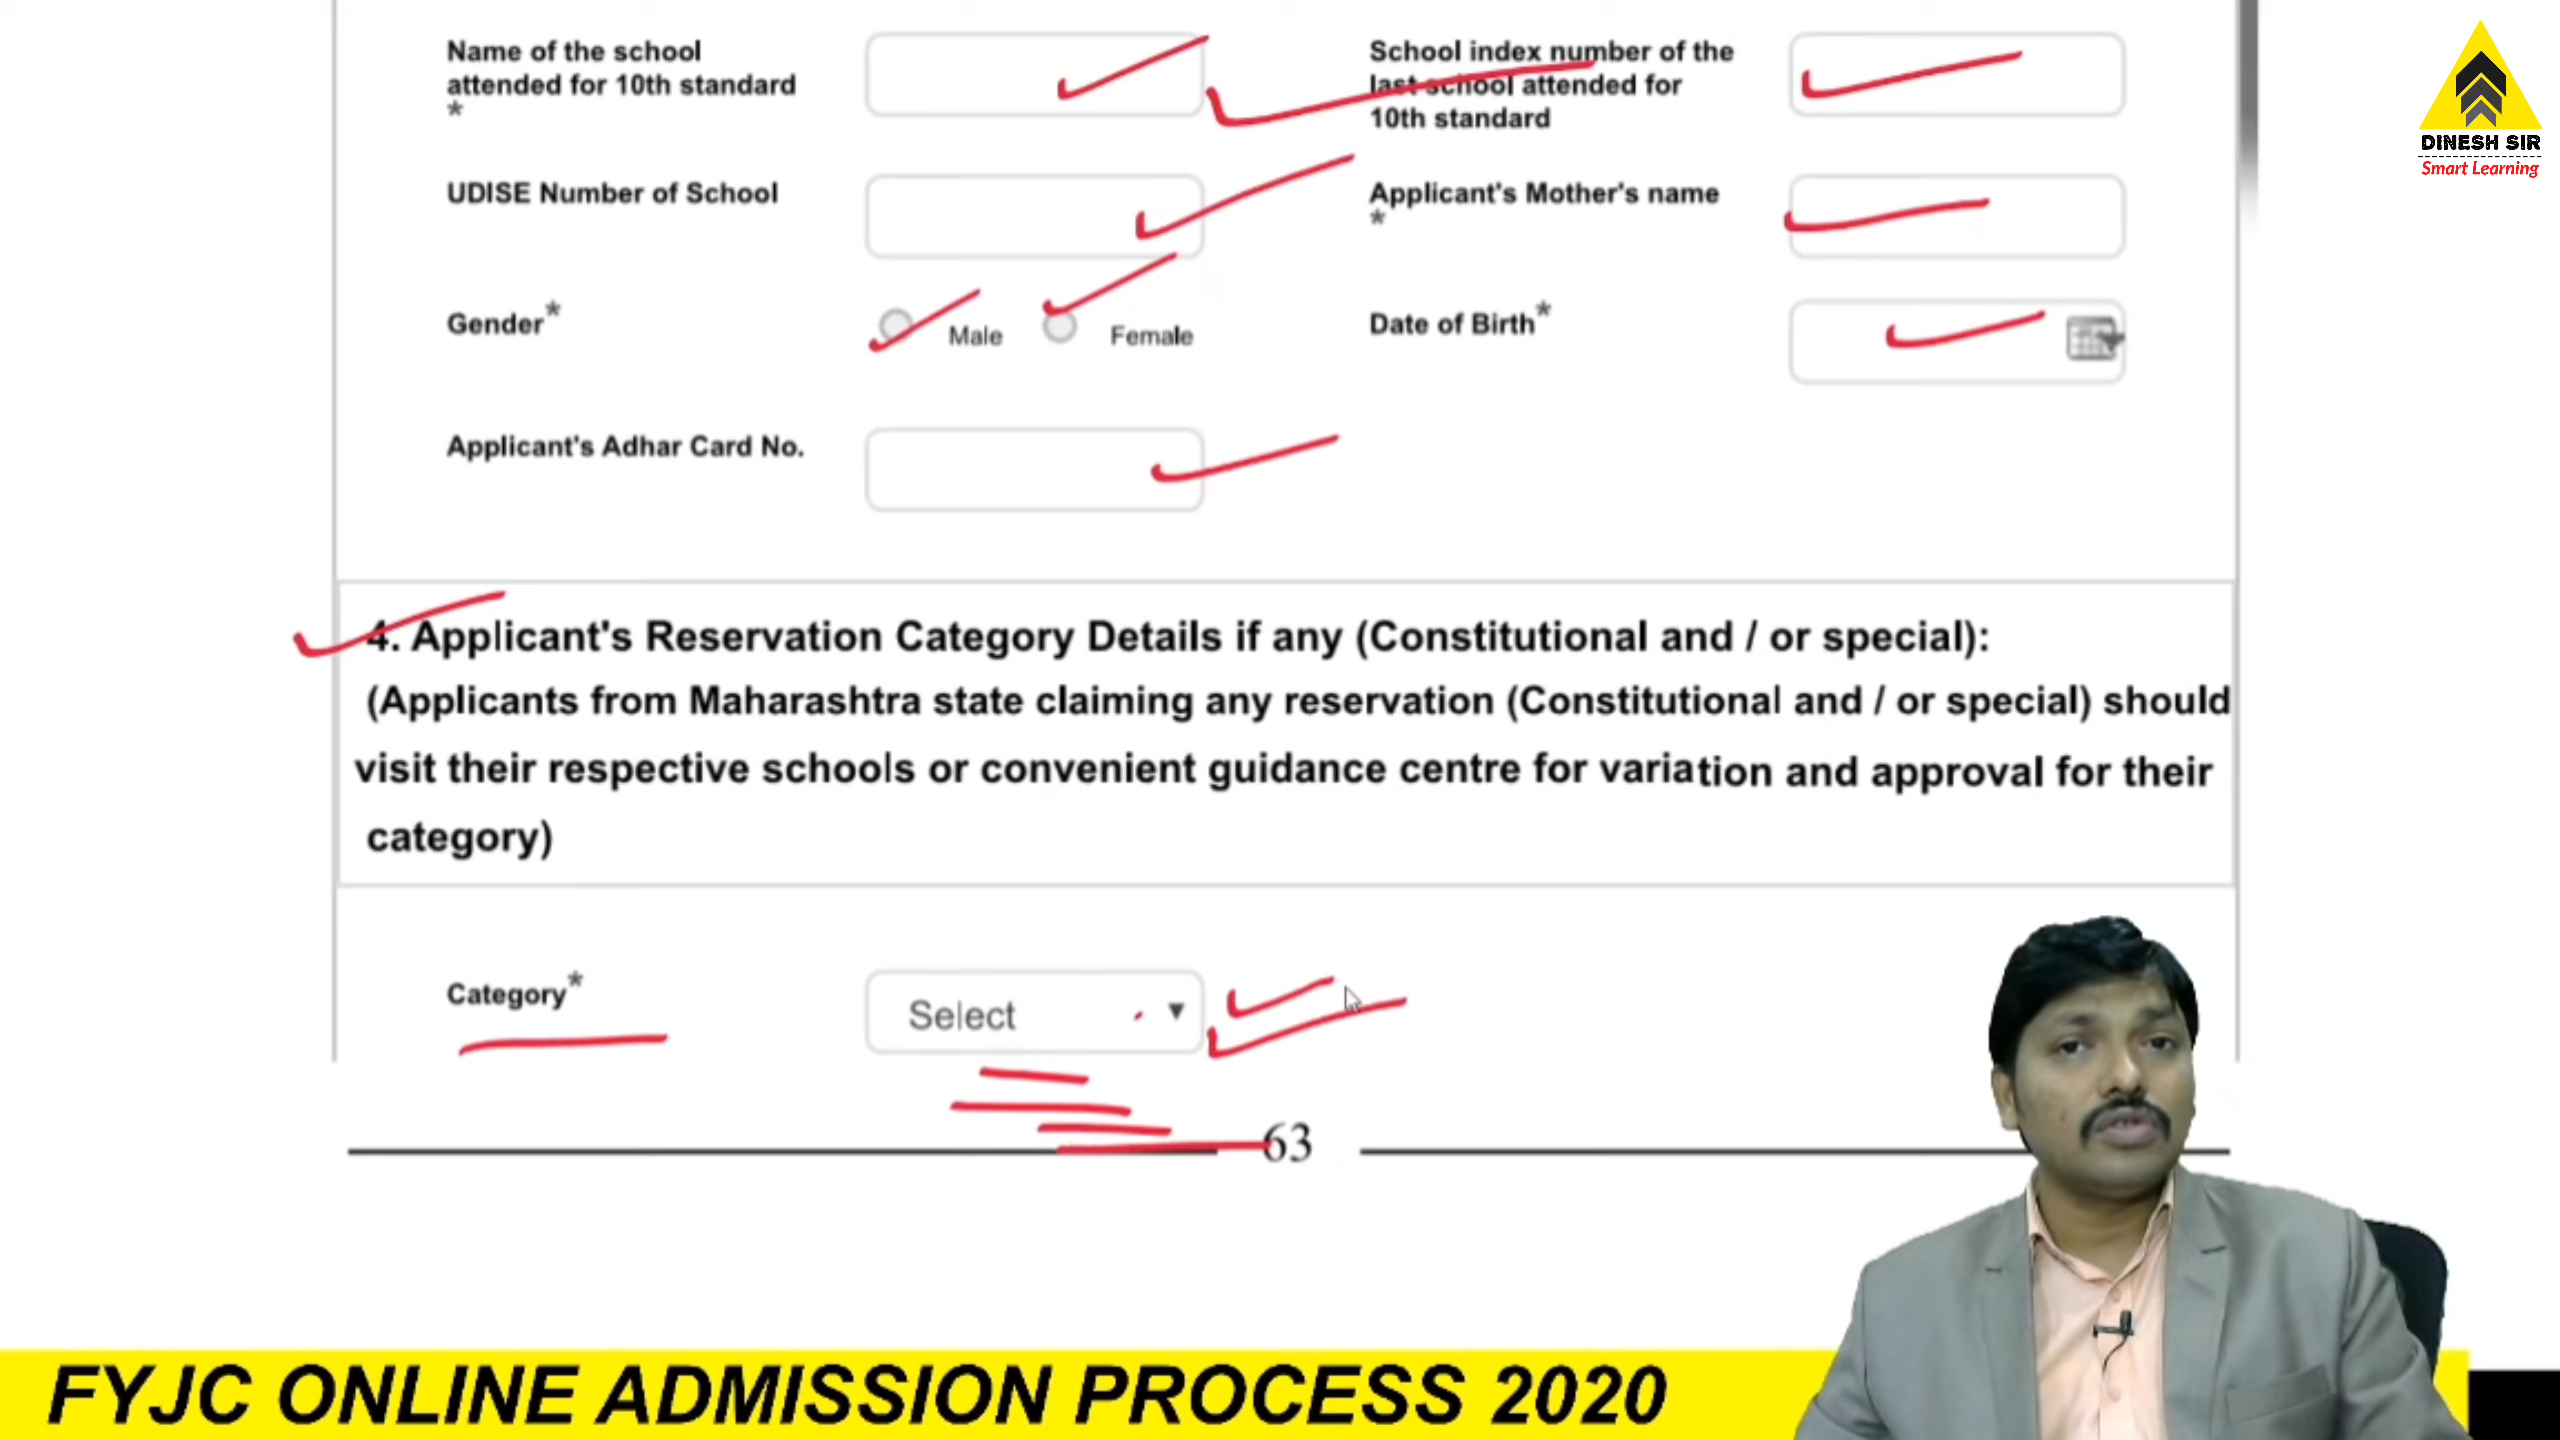 Name of the school
attended for 10th standard
*
School index number of the
last school attended for
10th standard
UDISE Number of School
Applicant's Mother's name
*
Gender*
Male
Female
Date of Birth*
Applicant's Adhar Card No.
4. Applicant's Reservation Category Details if any (Constitutional and / or special):
(Applicants from Maharashtra state claiming any reservation (Constitutional and / or special) should
visit their respective schools or convenient guidance centre for variation and approval for their
category)
Category*
Select
63
DINESH SIR
Smart Learning
FYJC ONLINE ADMISSION PROCESS 2020